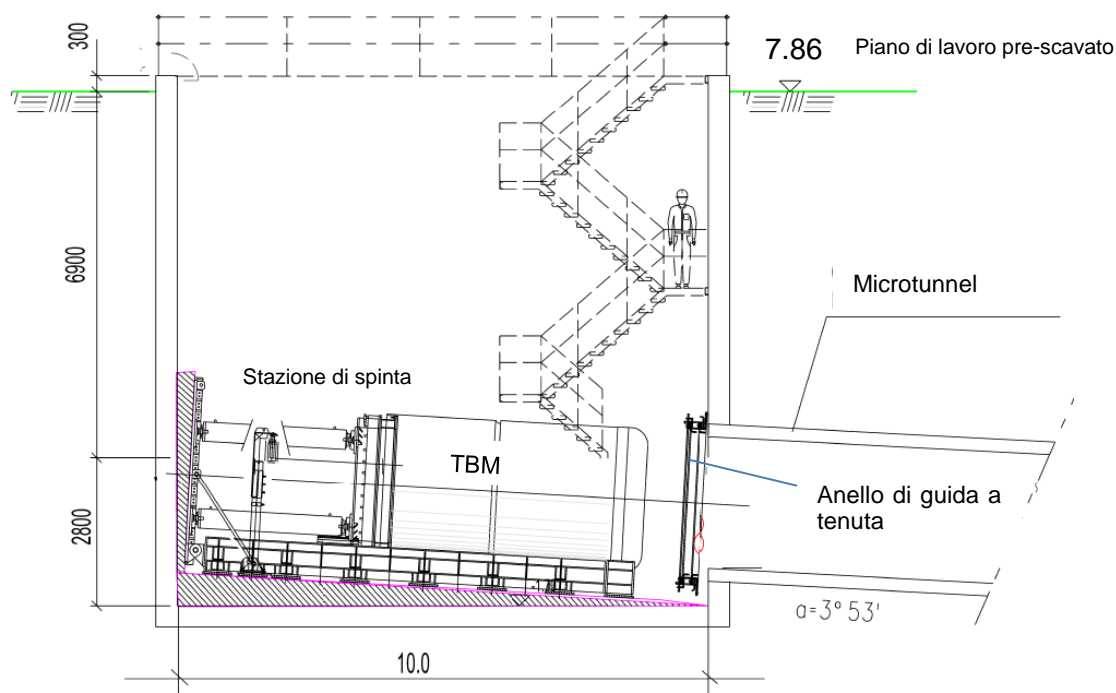 300
7.86 Piano di lavoro pre-scavato
6900
Microtunnel
Stazione di spinta
TBM
Anello di guida a
tenuta
2800
a=3° 53'
10.0